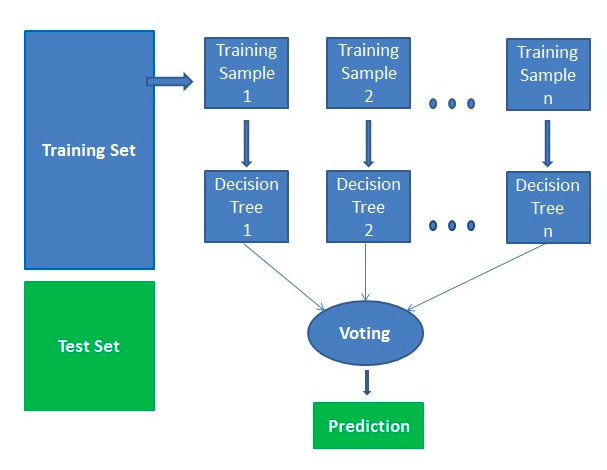 Training Set
Training
Sample
1
Training
Sample
2
Training
Sample
n
Decision
Tree
1
Decision
Tree
2
Decision
Tree
n
Test Set
Voting
Prediction